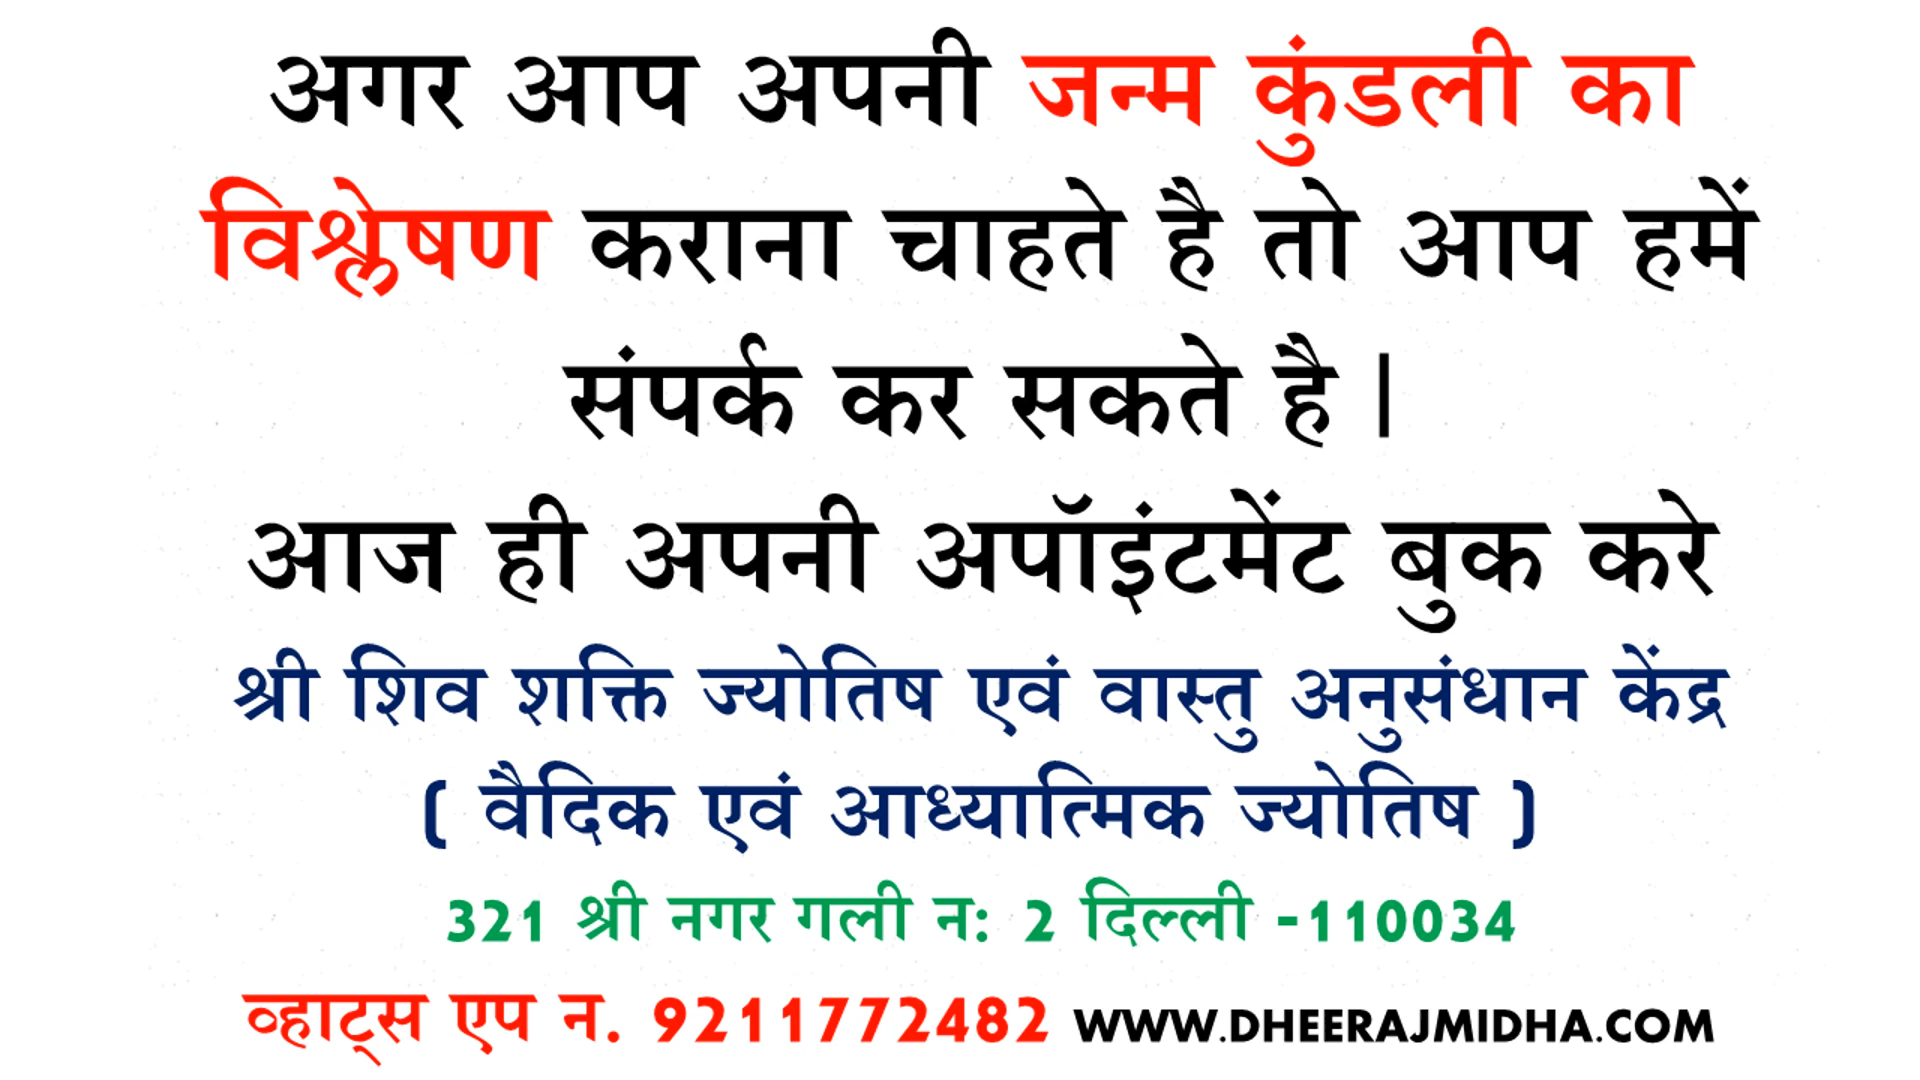 अगर आप अपनी जन्म कुंडली का
विश्लेषण कराना चाहते है तो आप हमें
संपर्क कर सकते है |
आज ही अपनी अपॉइंटमेंट बुक करे
श्री शिव शक्ति ज्योतिष एवं वास्तु अनुसंधान केंद्र
( वैदिक एवं आध्यात्मिक ज्योतिष )
321 श्री नगर गली न: 2 दिल्ली -110034
व्हाट्स एप न. 9211772482 WWW.DHEERAJMIDHA.COM